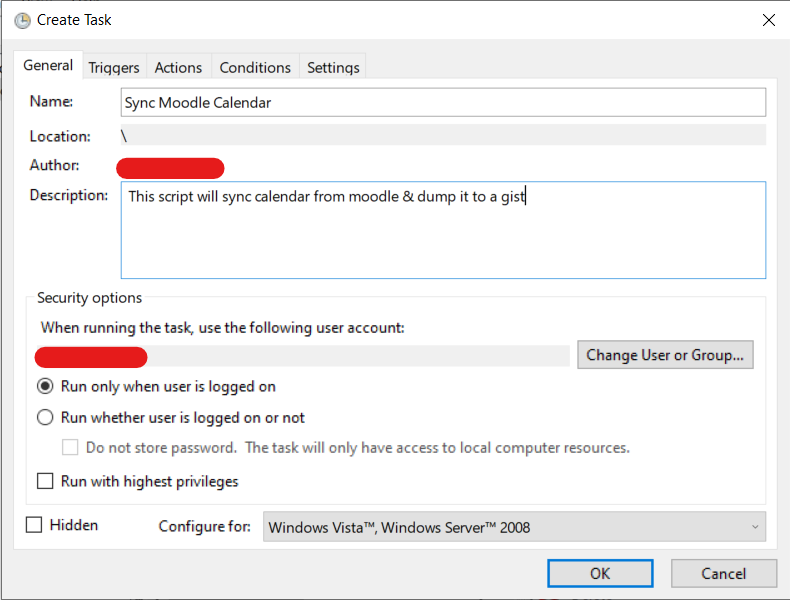 Create Task
General Triggers Actions Conditions Settings
Name: Sync Moodle Calendar
Location: \
Author:
Description: This script will sync calendar from moodle & dump it to a gist
Security options
When running the task, use the following user account:
Change User or Group...
Run only when user is logged on
Run whether user is logged on or not
Do not store password. The task will only have access to local computer resources.
Run with highest privileges
Hidden Configure for: Windows Vista™, Windows Server™ 2008
OK Cancel